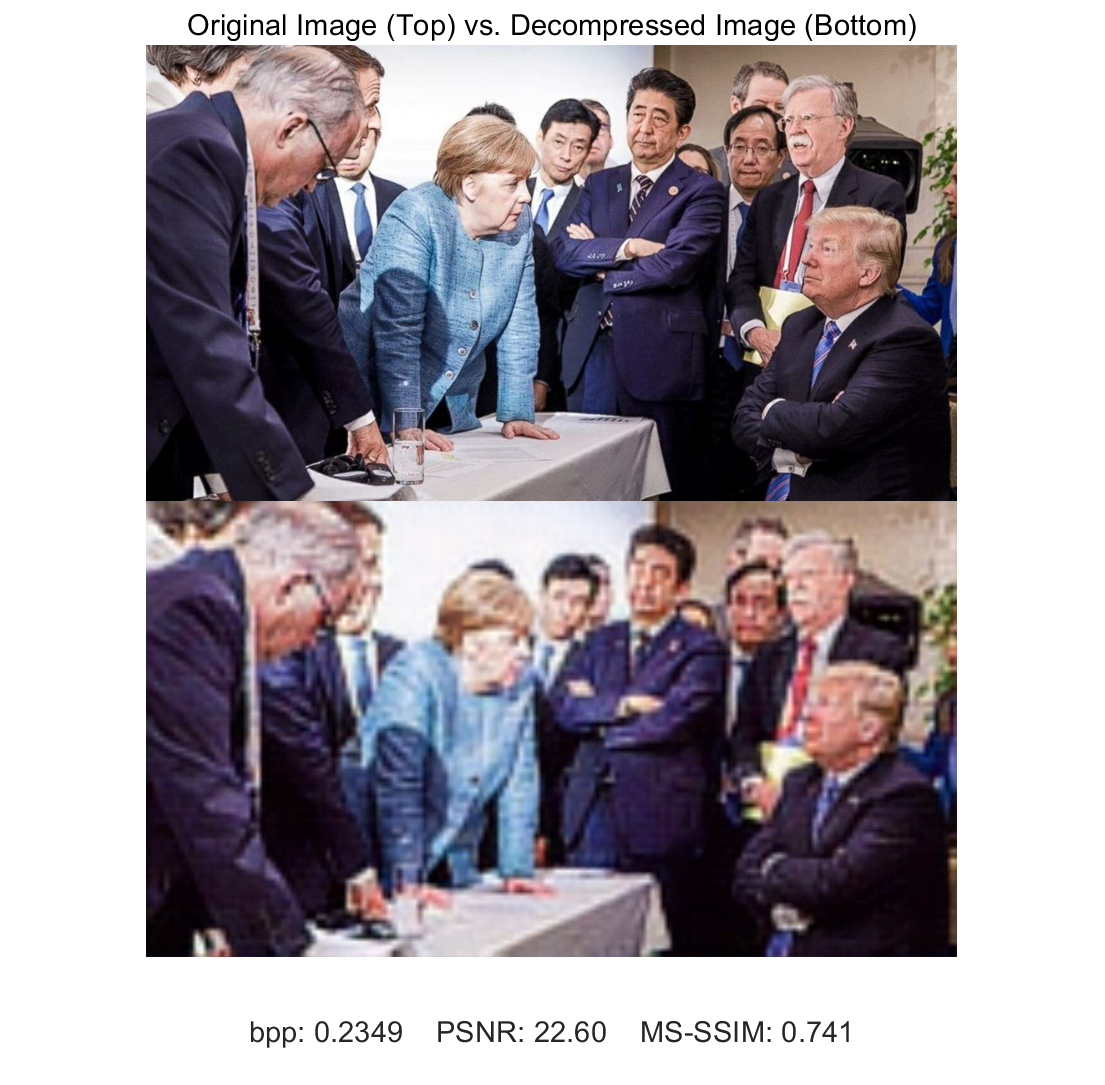 Original Image (Top) vs. Decompressed Image (Bottom)
bpp: 0.2349 PSNR: 22.60 MS-SSIM: 0.741